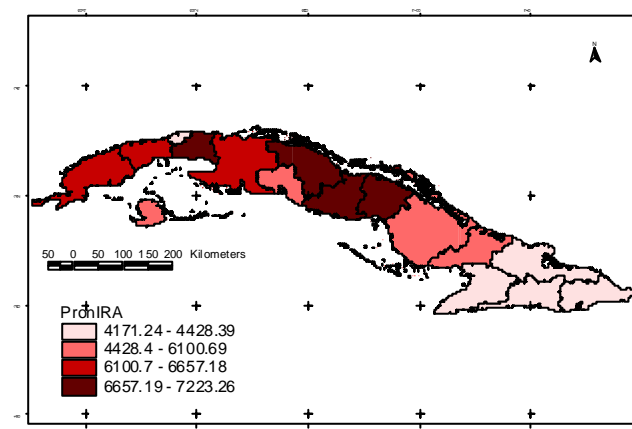 N
50 0 50 100 150 200 Kilometers
PronIRA
4171.24 - 4428.39
4428.4 - 6100.69
6100.7 - 6657.18
6657.19 - 7223.26